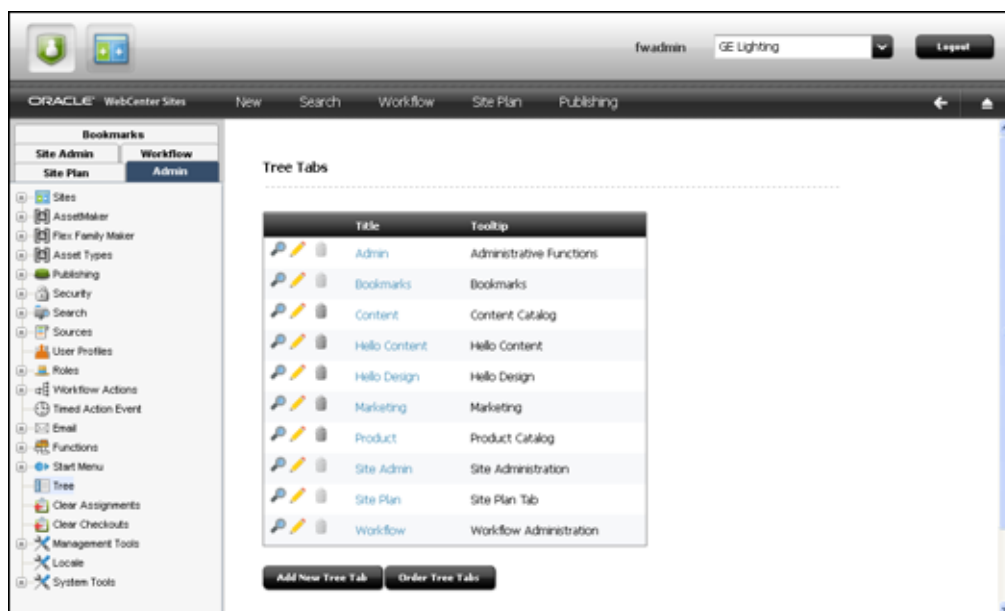 fwadmin GE Lighting Logout
ORACLE WebCenter Sites New Search Workflow Site Plan Publishing
Bookmarks
Site Admin Workflow
Site Plan Admin
Sites
AssetMaker
Flex Family Maker
Asset Types
Publishing
Security
Search
Sources
User Profiles
Roles
Workflow Actions
Timed Action Event
Email
Functions
Start Menu
Tree
Clear Assignments
Clear Checkouts
Management Tools
Locale
System Tools
Tree Tabs
Title Tooltip
Admin Administrative Functions
Bookmarks Bookmarks
Content Content Catalog
Hello Content Hello Content
Hello Design Hello Design
Marketing Marketing
Product Product Catalog
Site Admin Site Administration
Site Plan Site Plan Tab
Workflow Workflow Administration
Add New Tree Tab Order Tree Tabs